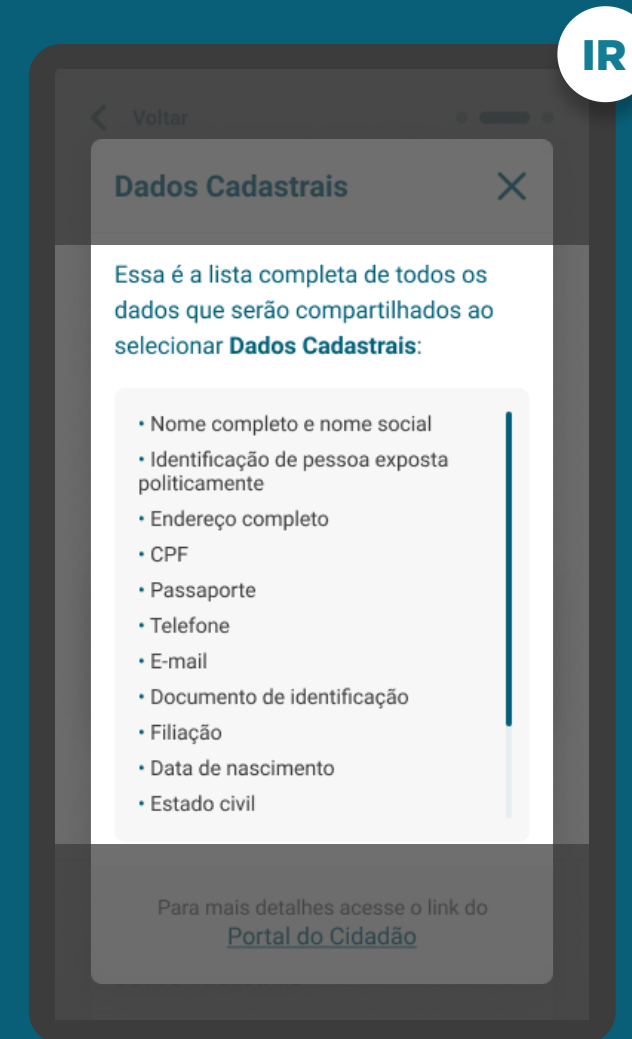 IR
Voltar
Dados Cadastrais
Essa é a lista completa de todos os
dados que serão compartilhados ao
selecionar Dados Cadastrais:
• Nome completo e nome social
• Identificação de pessoa exposta
politicamente
• Endereço completo
• CPF
• Passaporte
• Telefone
• E-mail
• Documento de identificação
• Filiação
• Data de nascimento
• Estado civil
Para mais detalhes acesse o link do
Portal do Cidadão